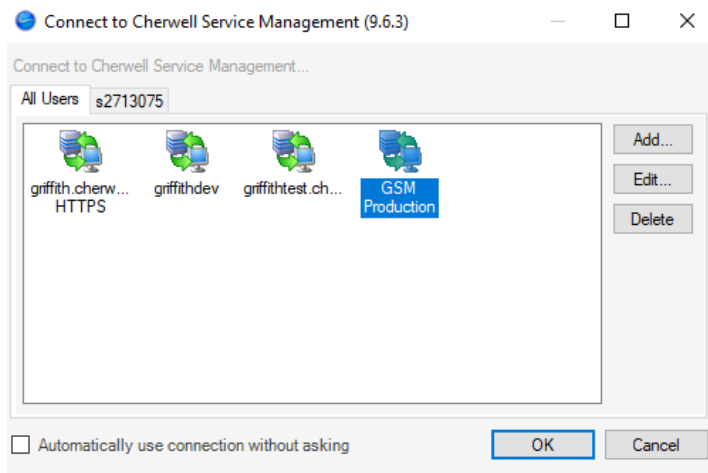 Connect to Cherwell Service Management (9.6.3)
Connect to Cherwell Service Management...
All Users s2713075
griffith.cherw... griffithdev griffithtest.ch... GSM
HTTPS Production
Add...
Edit...
Delete
Automatically use connection without asking OK Cancel